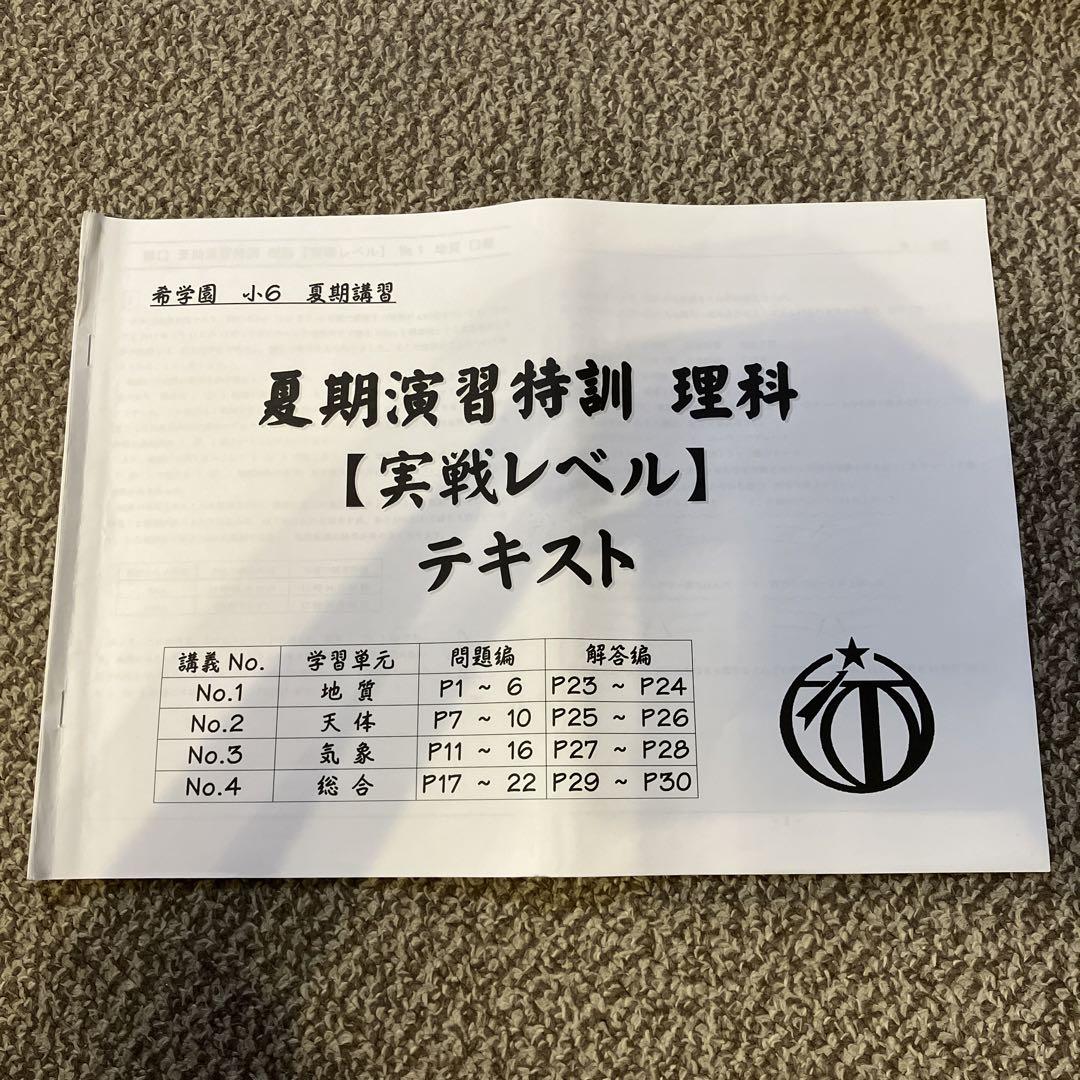 希学園 小6 夏期講習
夏期演習特訓 理科
【実戦レベル】
テキスト
講義 No. 学習単元 問題編 解答編
No.1 地質 P1 ~ 6 P23 ~ P24
No.2 天体 P7 ~ 10 P25 ~ P26
No.3 気象 P11 ~ 16 P27 ~ P28
No.4 総合 P17 ~ 22 P29 ~ P30